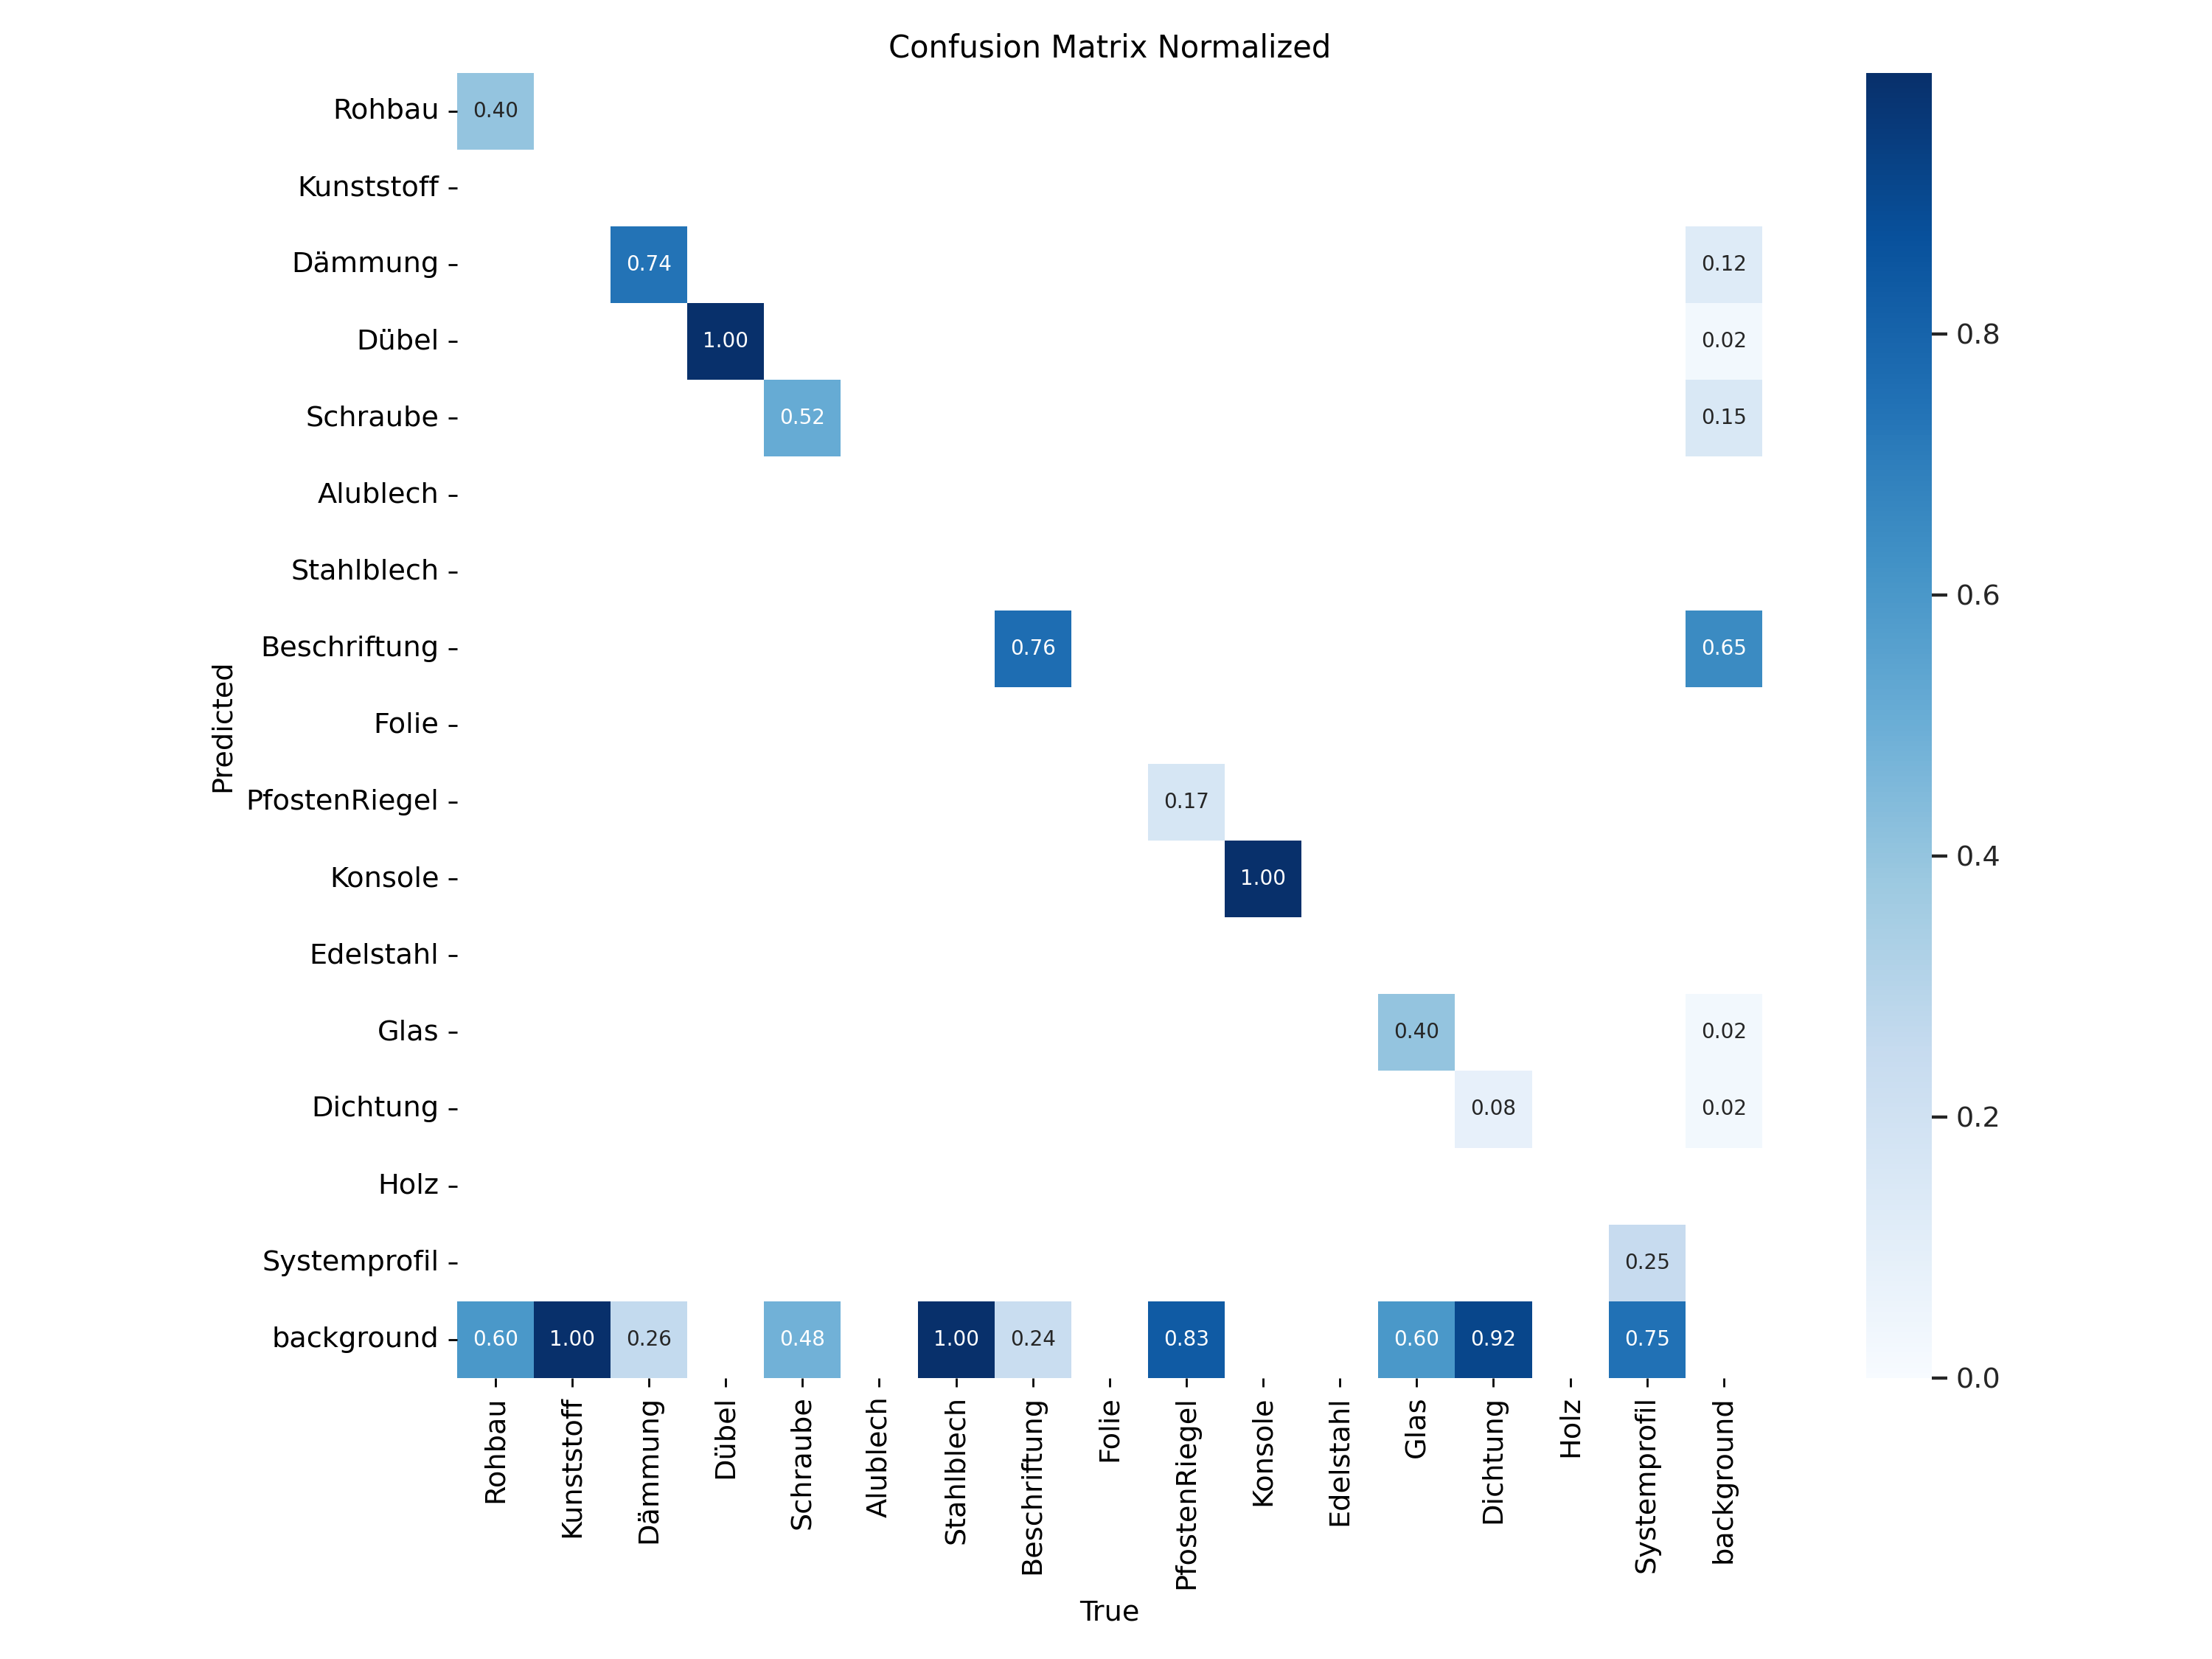 Confusion Matrix Normalized
Rohbau
0.40
Kunststoff
Dämmung
0.74
0.12
Dübel
1.00
0.02
0.8
Schraube
0.52
0.15
Alublech
Stahlblech
0.6
Beschriftung
0.76
0.65
Predicted
Folie
PfostenRiegel
0.17
0.4
Konsole
1.00
Edelstahl
Glas
0.40
0.02
Dichtung
0.08
0.02
0.2
Holz
Systemprofil
0.25
background
0.60
1.00
0.26
0.48
1.00
0.24
0.83
0.60
0.92
0.75
0.0
Rohbau
Kunststoff
Dämmung
Dübel
Schraube
Alublech
Stahlblech
Beschriftung
Folie
PfostenRiegel
Konsole
Edelstahl
Glas
Dichtung
Holz
Systemprofil
background
True